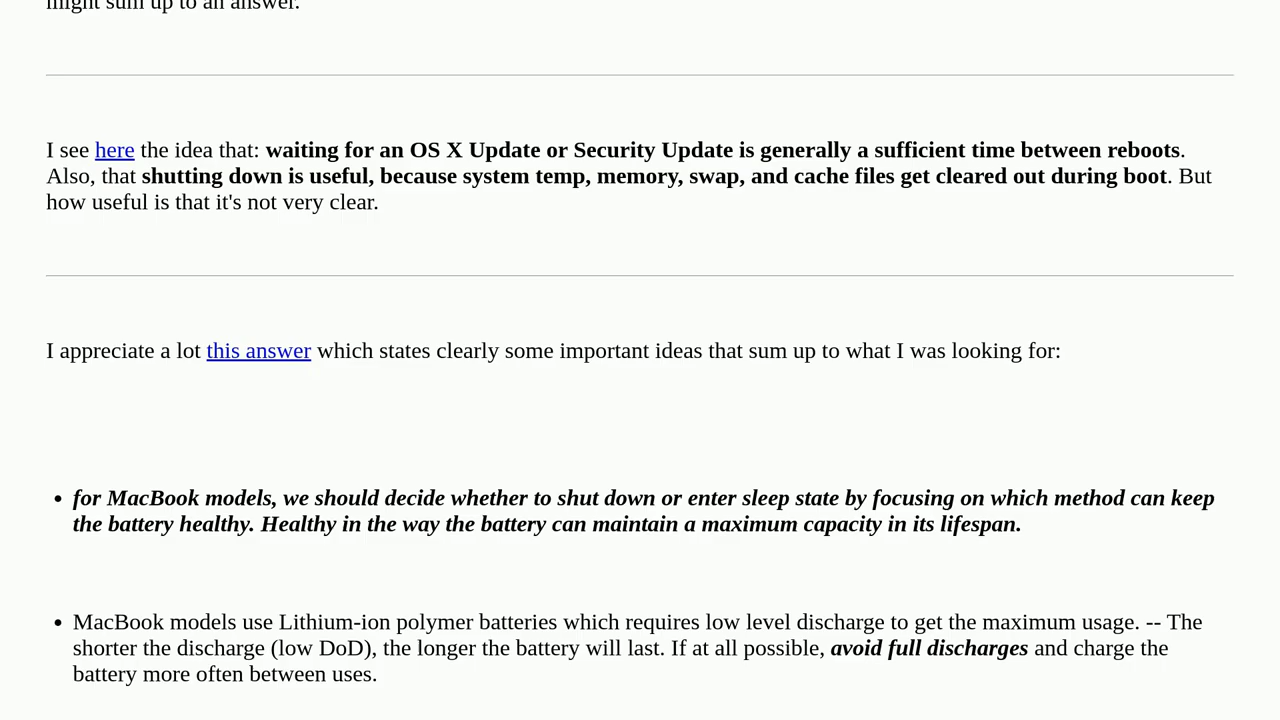 might sum up to an answer.
I see here the idea that: waiting for an OS X Update or Security Update is generally a sufficient time between reboots.
Also, that shutting down is useful, because system temp, memory, swap, and cache files get cleared out during boot. But
how useful is that it's not very clear.
I appreciate a lot this answer which states clearly some important ideas that sum up to what I was looking for:
• for MacBook models, we should decide whether to shut down or enter sleep state by focusing on which method can keep
the battery healthy. Healthy in the way the battery can maintain a maximum capacity in its lifespan.
• MacBook models use Lithium-ion polymer batteries which requires low level discharge to get the maximum usage. -- The
shorter the discharge (low DoD), the longer the battery will last. If at all possible, avoid full discharges and charge the
battery more often between uses.